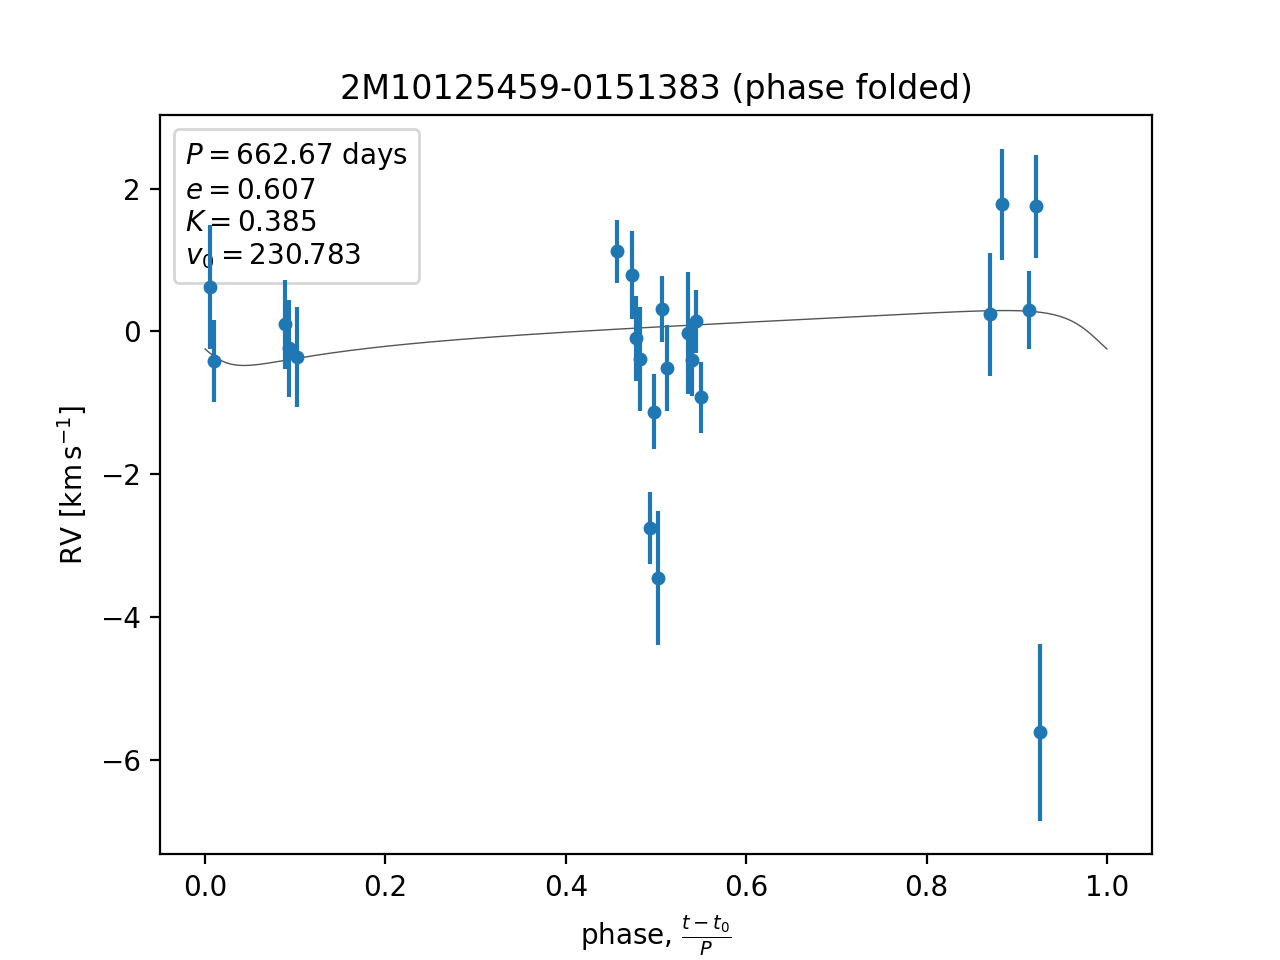 2M10125459-0151383 (phase folded)
P = 662.67 days
e = 0.607
K = 0.385
v₀ = 230.783
RV [km s⁻¹]
2
0
−2
−4
−6
0.0 0.2 0.4 0.6 0.8 1.0
phase, (t − t₀)/P